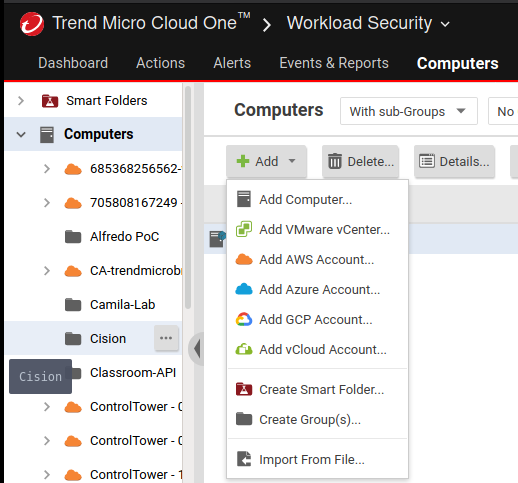 Trend Micro Cloud One™ Workload Security
Dashboard Actions Alerts Events & Reports Computers
Smart Folders
Computers
685368256562-
705808167249 -
Alfredo PoC
CA-trendmicrob
Camila-Lab
Cision
Cision
Classroom-API
ControlTower - 0
ControlTower - 0
ControlTower - 1
Computers With sub-Groups No
Add Delete... Details...
Add Computer...
Add VMware vCenter...
Add AWS Account...
Add Azure Account...
Add GCP Account...
Add vCloud Account...
Create Smart Folder...
Create Group(s)...
Import From File...